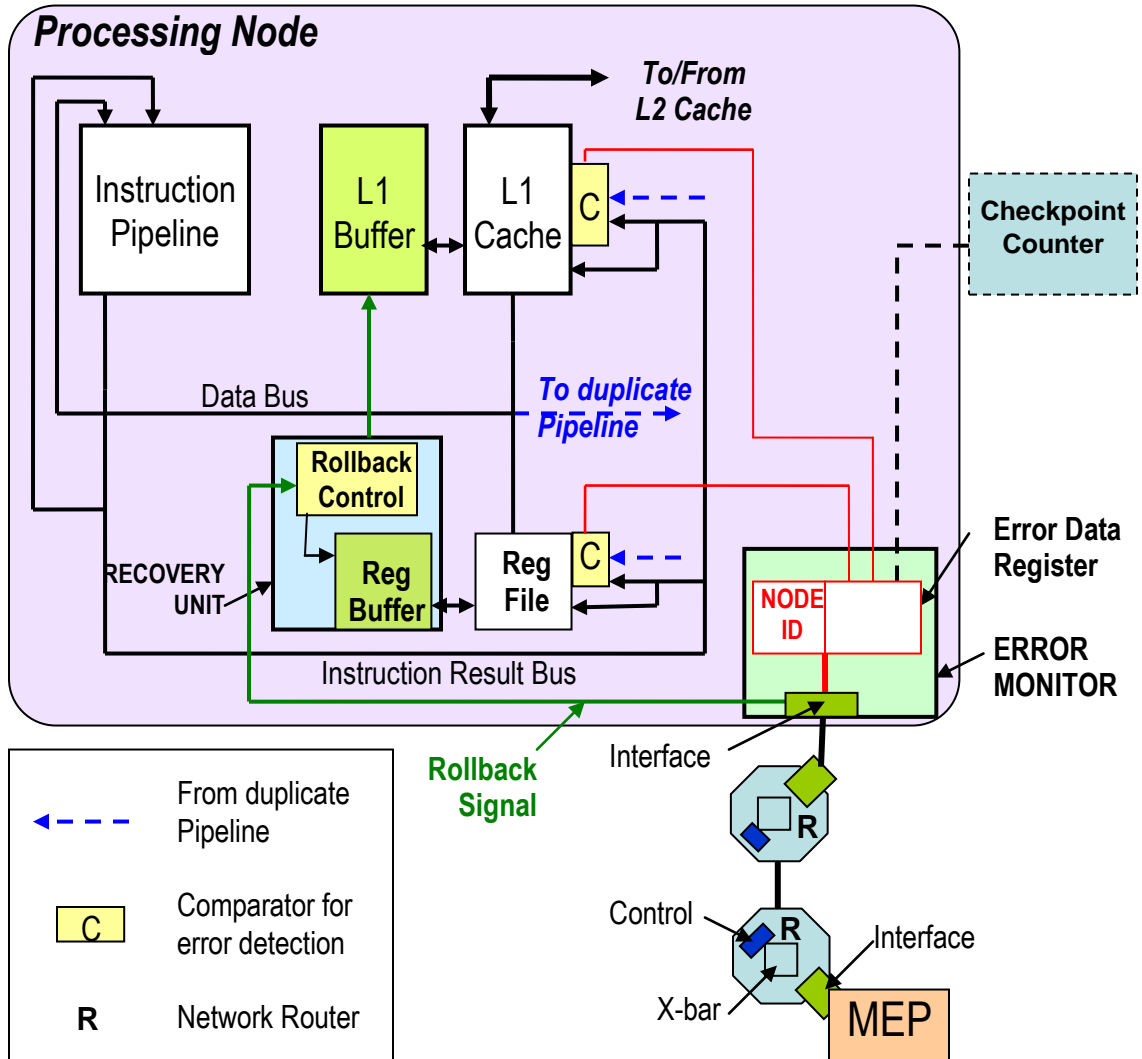 Processing Node
To/From
L2 Cache
Instruction
Pipeline
L1
Buffer
L1
Cache
C
Checkpoint
Counter
Data Bus
To duplicate
Pipeline
Rollback
Control
RECOVERY
UNIT
Reg
Buffer
Reg
File
C
Error Data
Register
NODE
ID
ERROR
MONITOR
Instruction Result Bus
Rollback
Signal
Interface
R
From duplicate
Pipeline
C
Comparator for
error detection
R
Network Router
Control
R
Interface
X-bar
MEP